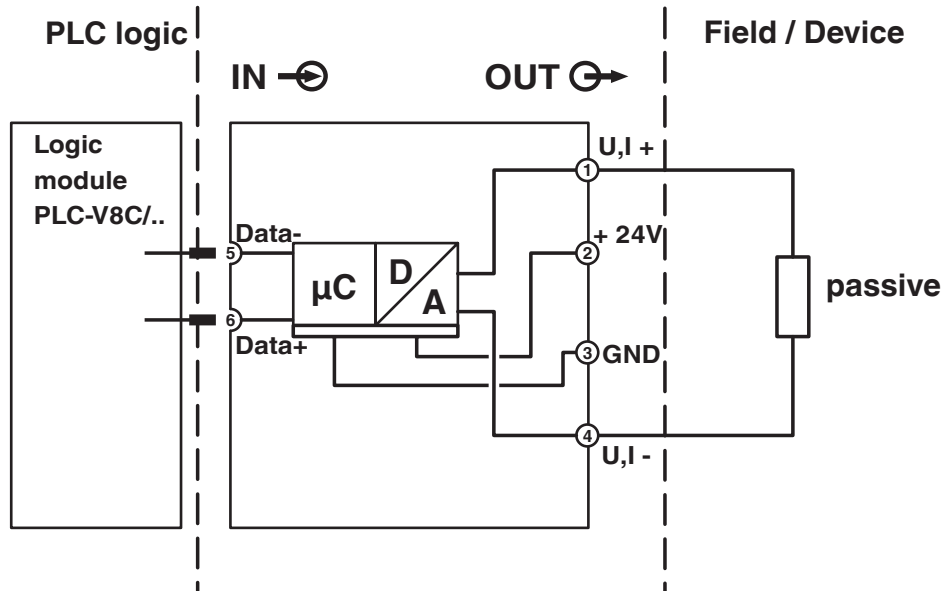 PLC logic
Field / Device
IN
OUT
Logic
module
PLC-V8C/..
U,I +
1
Data-
5
+ 24V
2
µC
D
A
passive
6
Data+
3
GND
4
U,I -